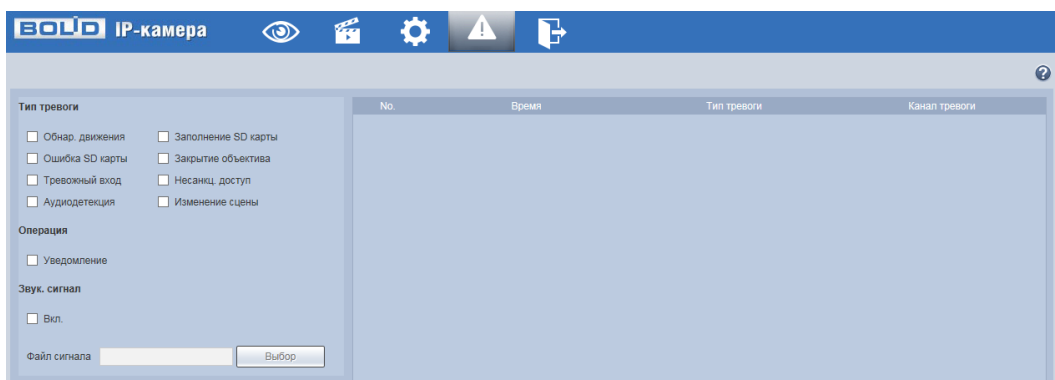 BOLID IP-камера
Тип тревоги
Обнар. движения Заполнение SD карты
Ошибка SD карты Закрытие объектива
Тревожный вход Несанкц. доступ
Аудиодетекция Изменение сцены
Операция
Уведомление
Звук. сигнал
Вкл.
Файл сигнала Выбор
No. Время Тип тревоги Канал тревоги